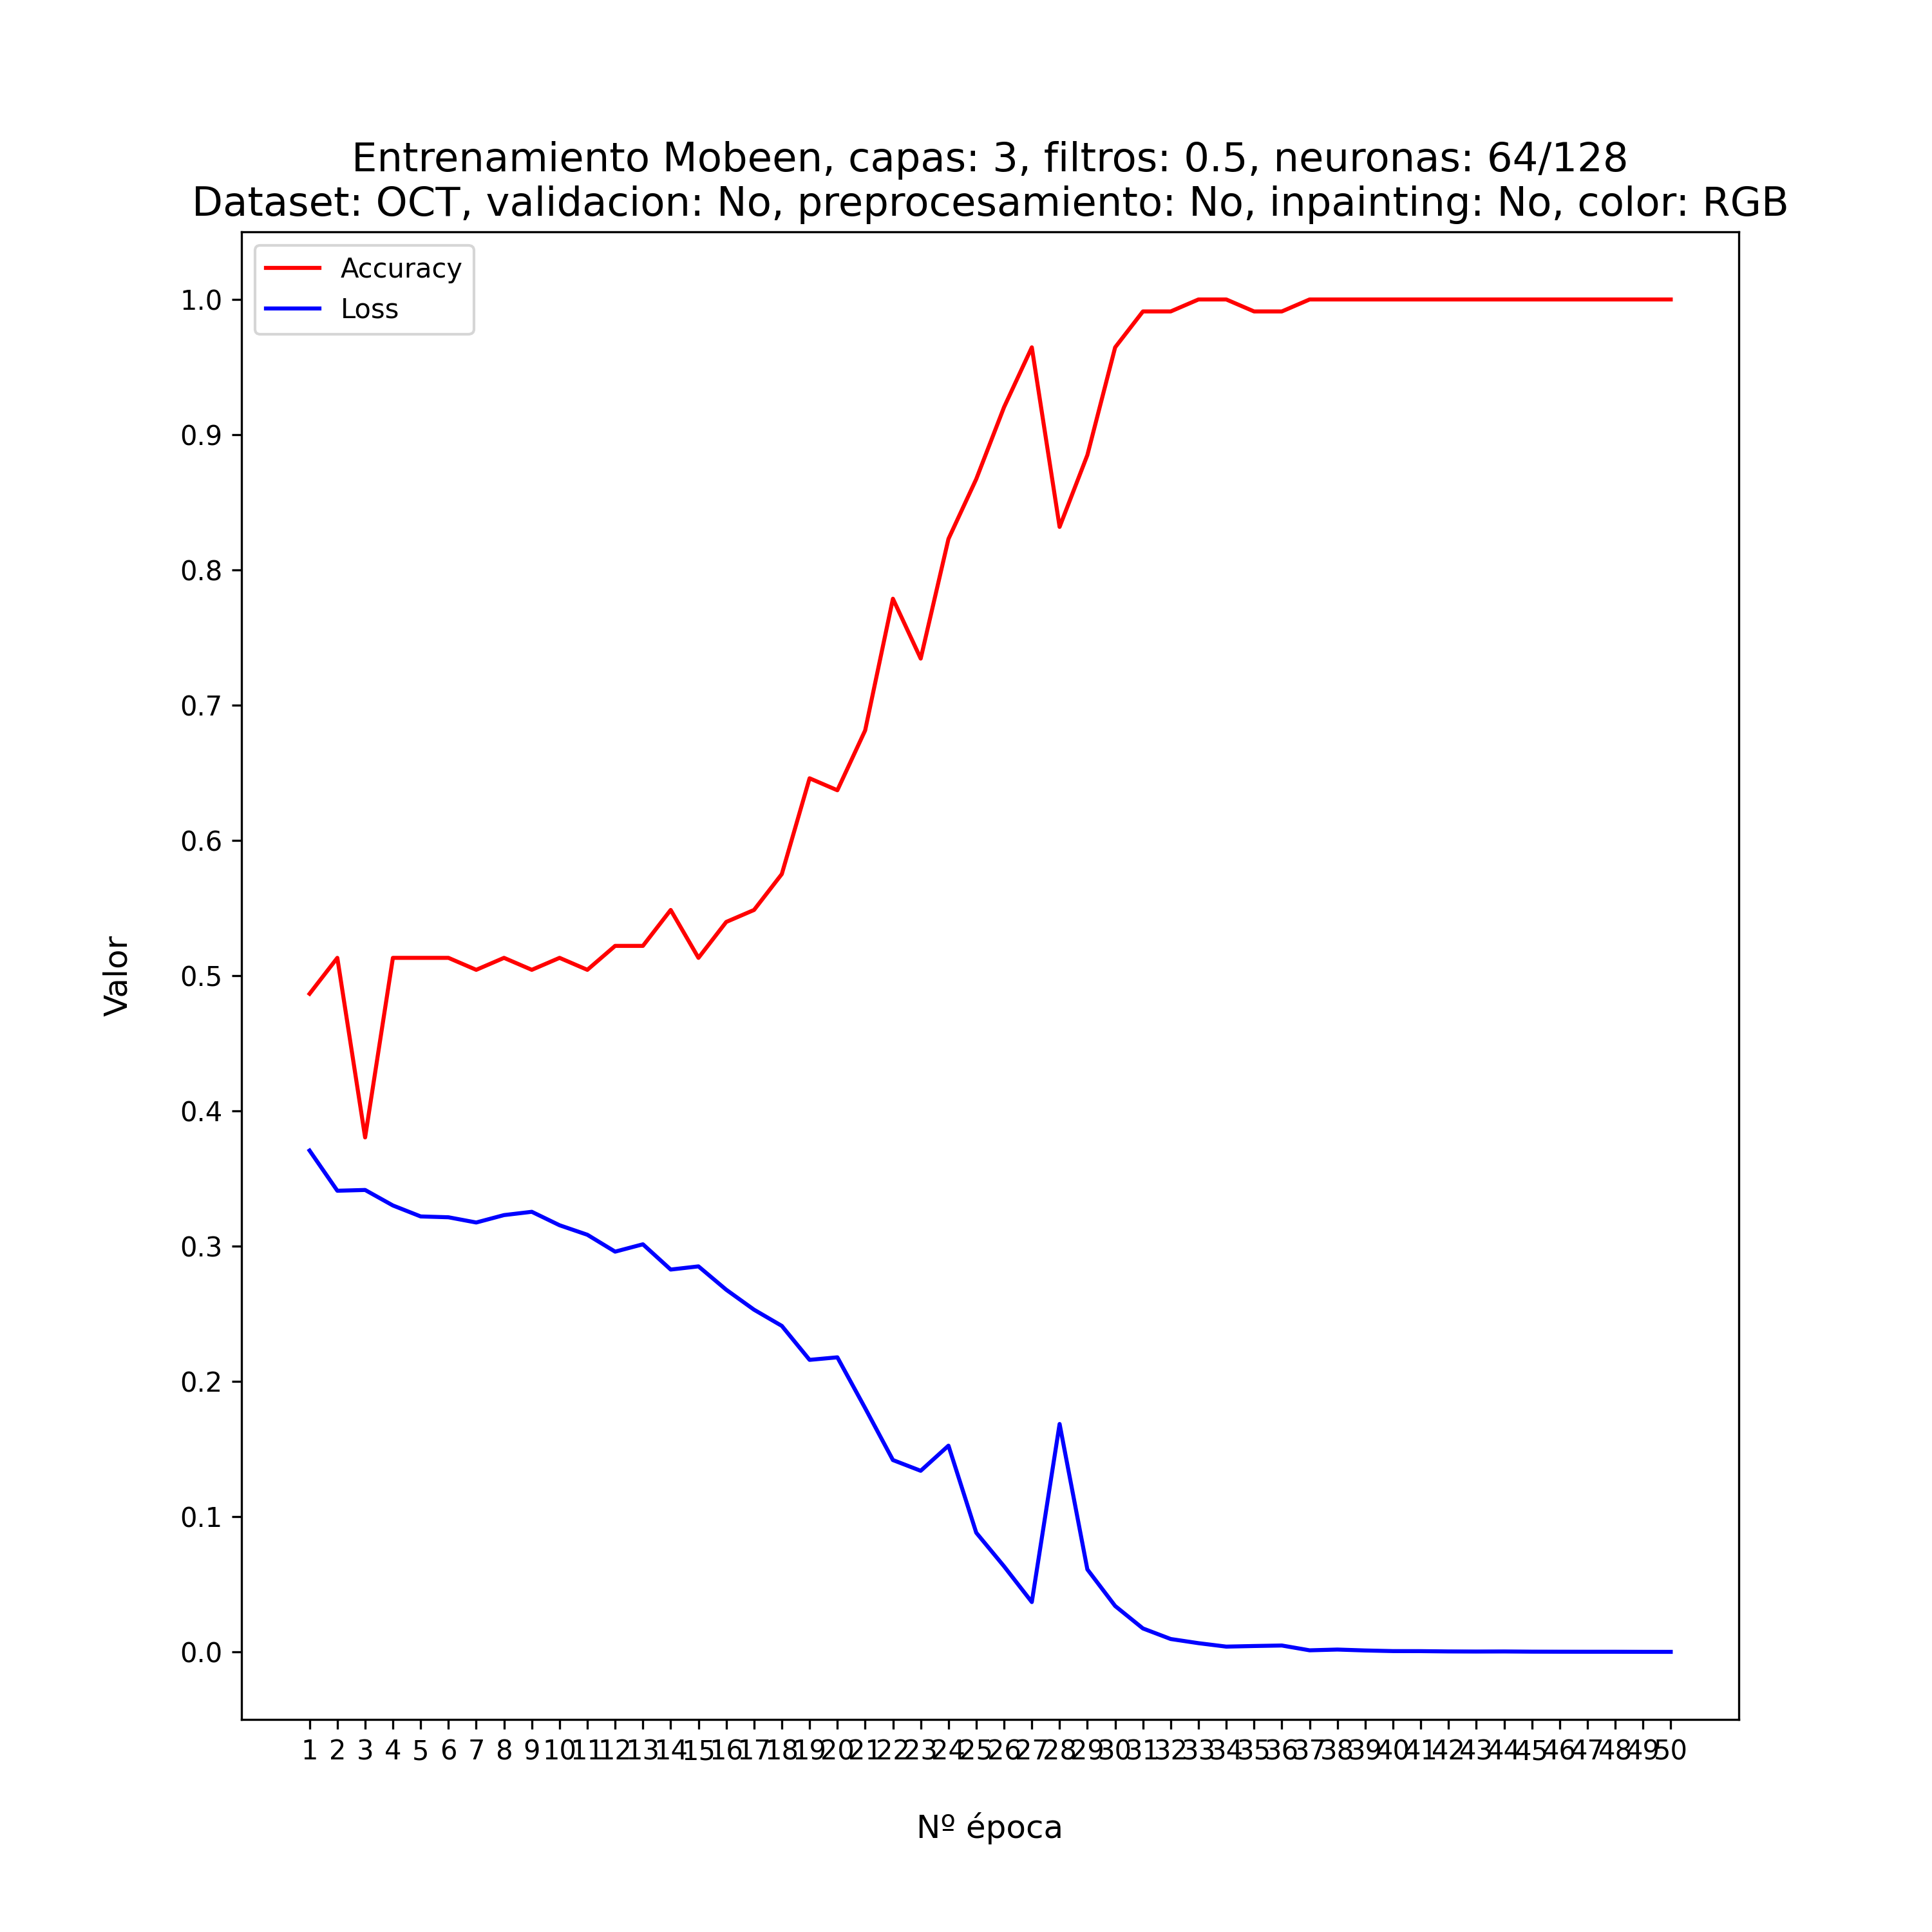 Entrenamiento Mobeen, capas: 3, filtros: 0.5, neuronas: 64/128
Dataset: OCT, validacion: No, preprocesamiento: No, inpainting: No, color: RGB
Accuracy
Loss
1.0
0.9
0.8
0.7
0.6
0.5
0.4
0.3
0.2
0.1
0.0
Valor
1 2 3 4 5 6 7 8 9 10 11 12 13 14 15 16 17 18 19 20 21 22 23 24 25 26 27 28 29 30 31 32 33 34 35 36 37 38 39 40 41 42 43 44 45 46 47 48 49 50
Nº época